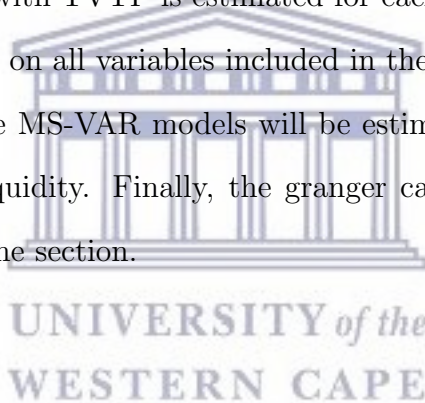 with TVTP is estimated for each
on all variables included in the
e MS-VAR models will be estim
quidity. Finally, the granger ca
he section.
UNIVERSITY of the
WESTERN CAPE